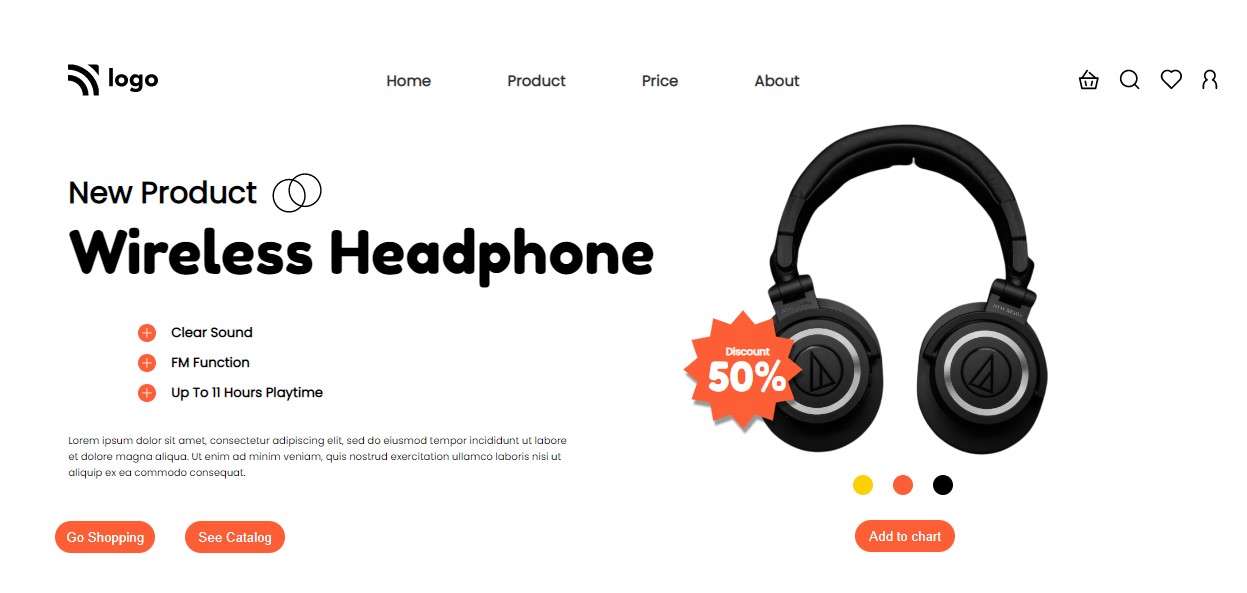 logo
Home Product Price About
New Product
Wireless Headphone
Clear Sound
FM Function
Up To 11 Hours Playtime
Discount
50%
Lorem ipsum dolor sit amet, consectetur adipiscing elit, sed do eiusmod tempor incididunt ut labore
et dolore magna aliqua. Ut enim ad minim veniam, quis nostrud exercitation ullamco laboris nisi ut
aliquip ex ea commodo consequat.
Go Shopping
See Catalog
Add to chart